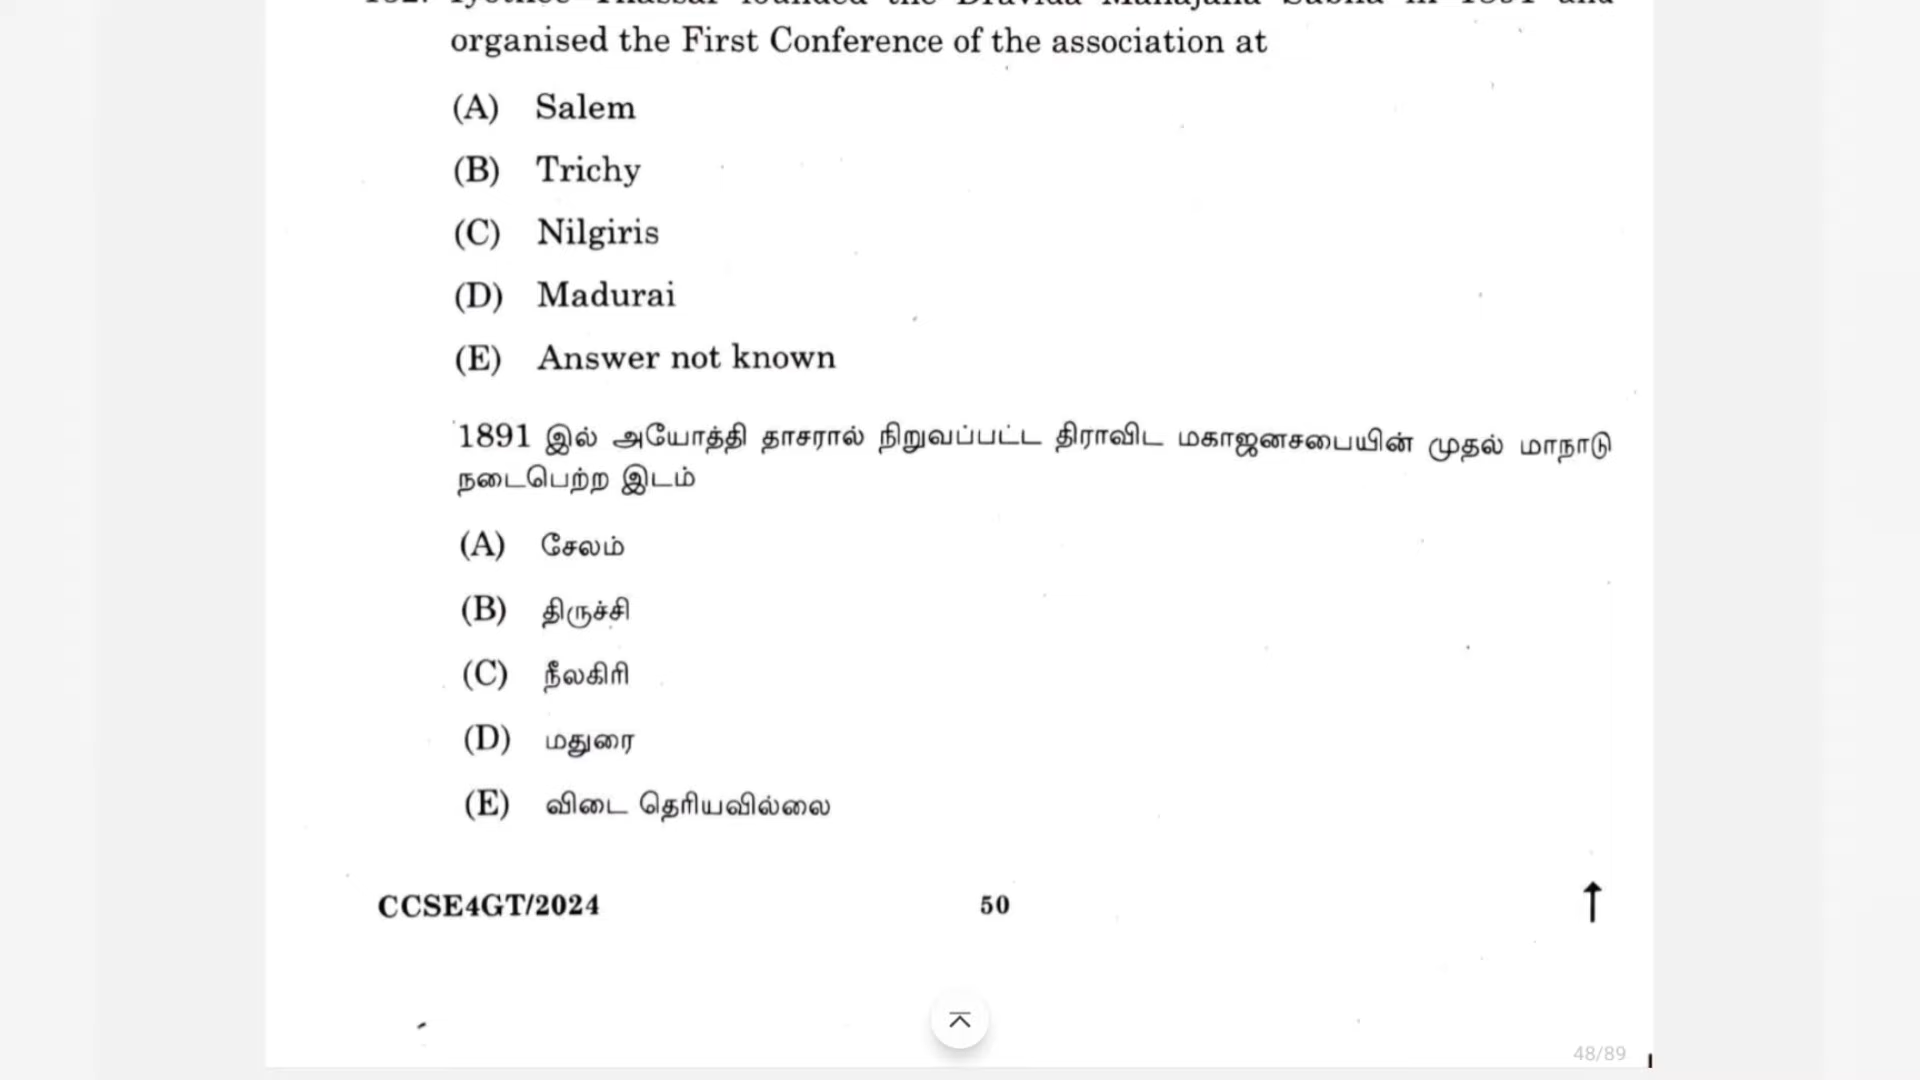 organised the First Conference of the association at
(A) Salem
(B) Trichy
(C) Nilgiris
(D) Madurai
(E) Answer not known
1891 இல் அயோத்தி தாசரால் நிறுவப்பட்ட திராவிட மகாஜனசபையின் முதல் மாநாடு
நடைபெற்ற இடம்
(A) சேலம்
(B) திருச்சி
(C) நீலகிரி
(D) மதுரை
(E) விடை தெரியவில்லை
CCSE4GT/2024 50 ↑
48/89